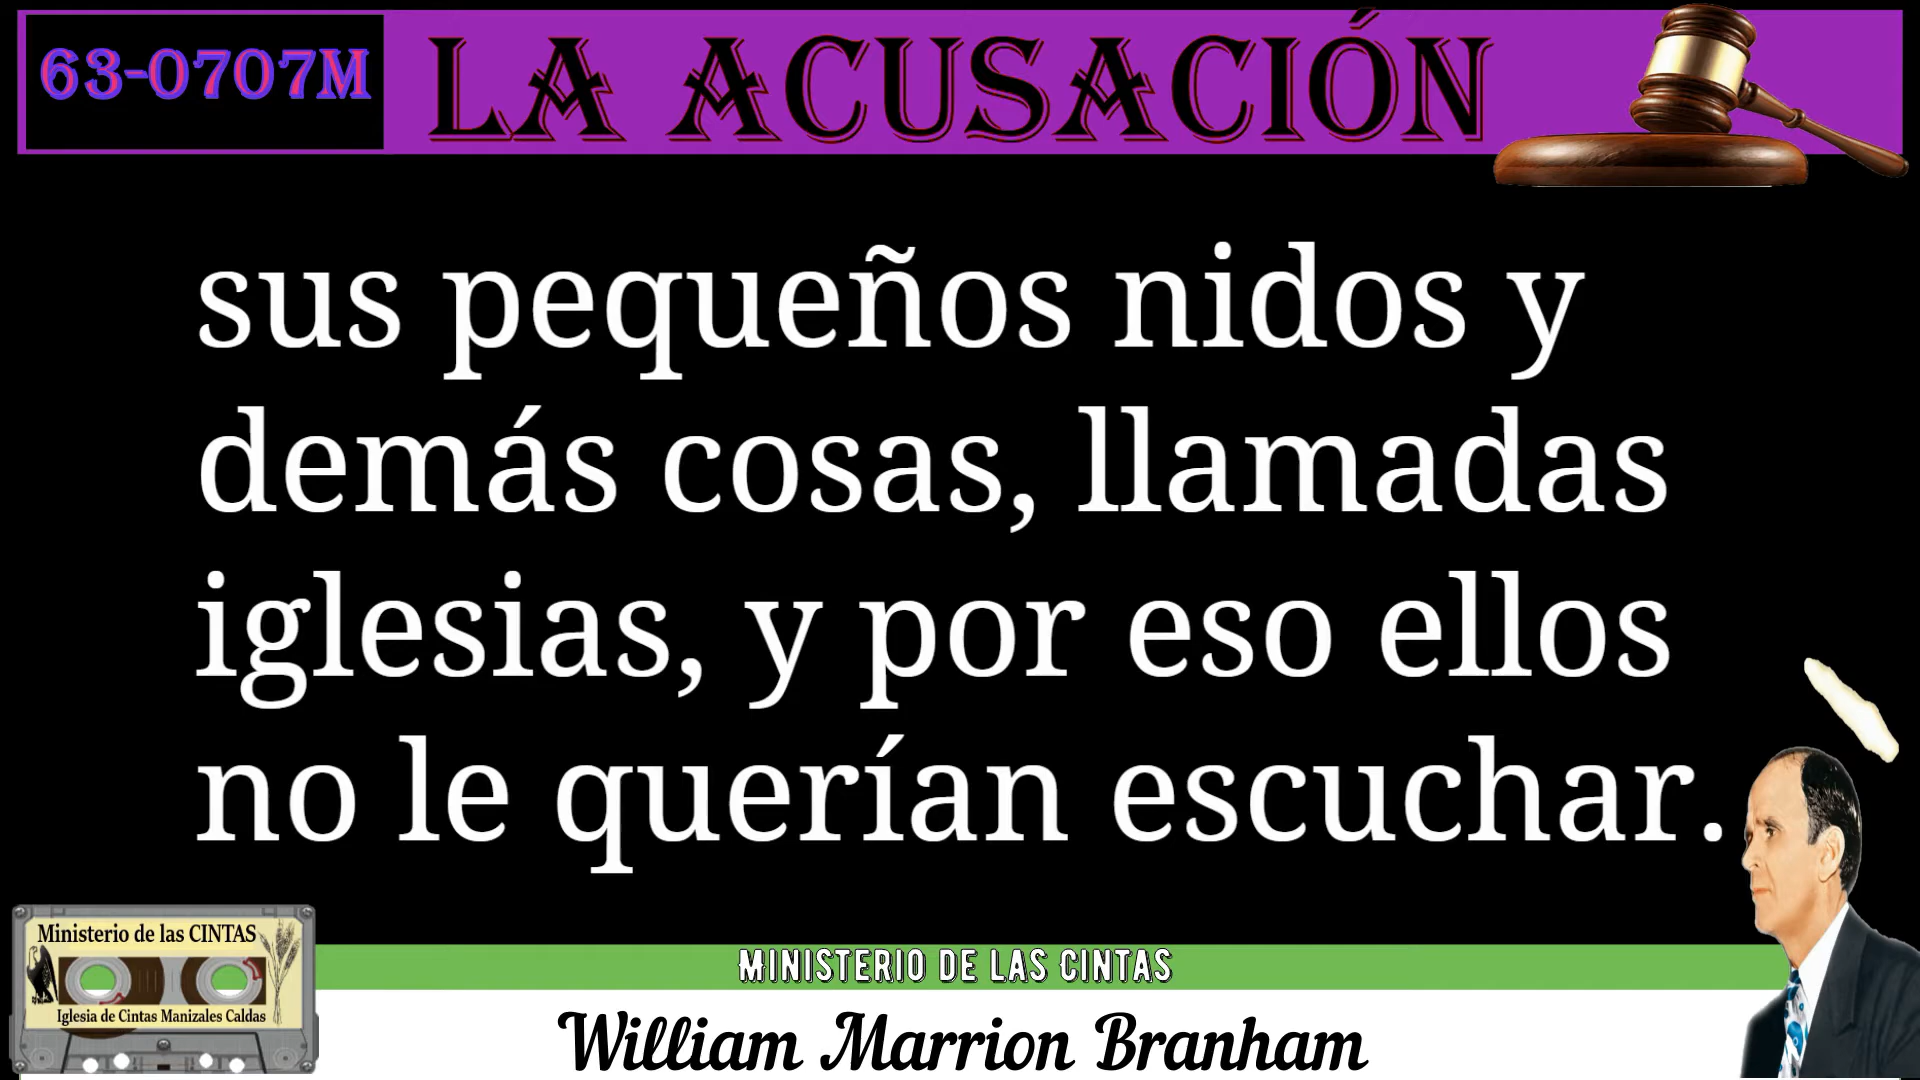 63-0707M
LA ACUSACIÓN
sus pequeños nidos y
demás cosas, llamadas
iglesias, y por eso ellos
no le querían escuchar.
Ministerio de las CINTAS
Iglesia de Cintas Manizales Caldas
MINISTERIO DE LAS CINTAS
William Marrion Branham